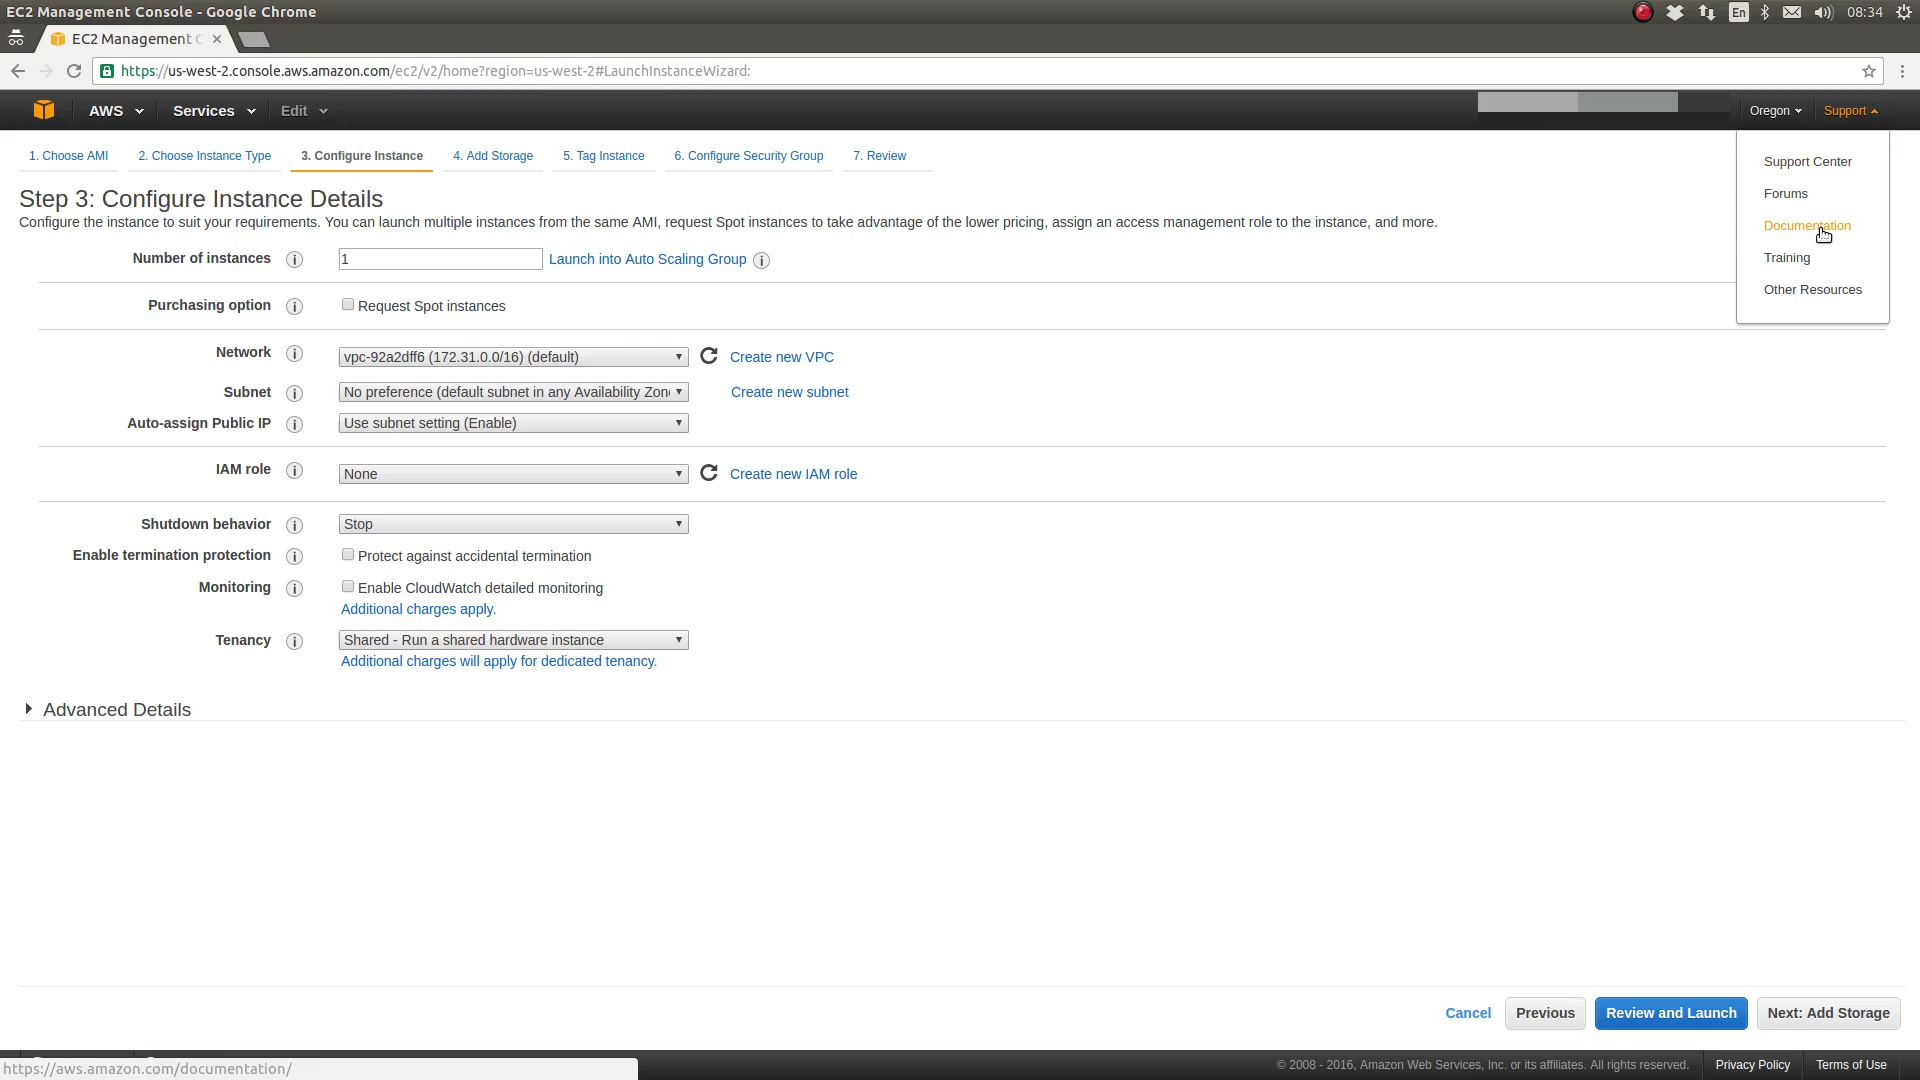 EC2 Management Console - Google Chrome
En
08:34
EC2 Management C
https://us-west-2.console.aws.amazon.com/ec2/v2/home?region=us-west-2#LaunchInstanceWizard:
AWS Services Edit
Oregon Support
1. Choose AMI 2. Choose Instance Type 3. Configure Instance 4. Add Storage 5. Tag Instance 6. Configure Security Group 7. Review
Support Center
Forums
Documentation
Training
Other Resources
Step 3: Configure Instance Details
Configure the instance to suit your requirements. You can launch multiple instances from the same AMI, request Spot instances to take advantage of the lower pricing, assign an access management role to the instance, and more.
Number of instances 1 Launch into Auto Scaling Group
Purchasing option Request Spot instances
Network vpc-92a2dff6 (172.31.0.0/16) (default) Create new VPC
Subnet No preference (default subnet in any Availability Zon Create new subnet
Auto-assign Public IP Use subnet setting (Enable)
IAM role None Create new IAM role
Shutdown behavior Stop
Enable termination protection Protect against accidental termination
Monitoring Enable CloudWatch detailed monitoring
Additional charges apply.
Tenancy Shared - Run a shared hardware instance
Additional charges will apply for dedicated tenancy.
Advanced Details
Cancel Previous Review and Launch Next: Add Storage
https://aws.amazon.com/documentation/
© 2008 - 2016, Amazon Web Services, Inc. or its affiliates. All rights reserved. Privacy Policy Terms of Use